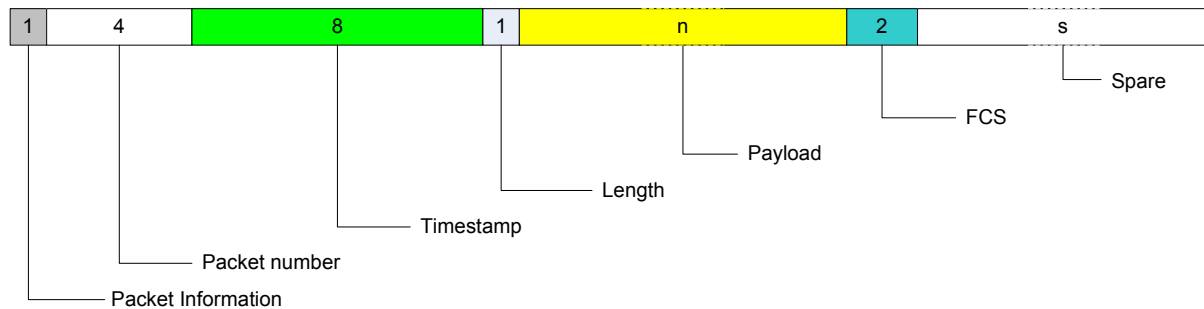 1 4 8 1 n 2 s
Spare
FCS
Payload
Length
Timestamp
Packet number
Packet Information